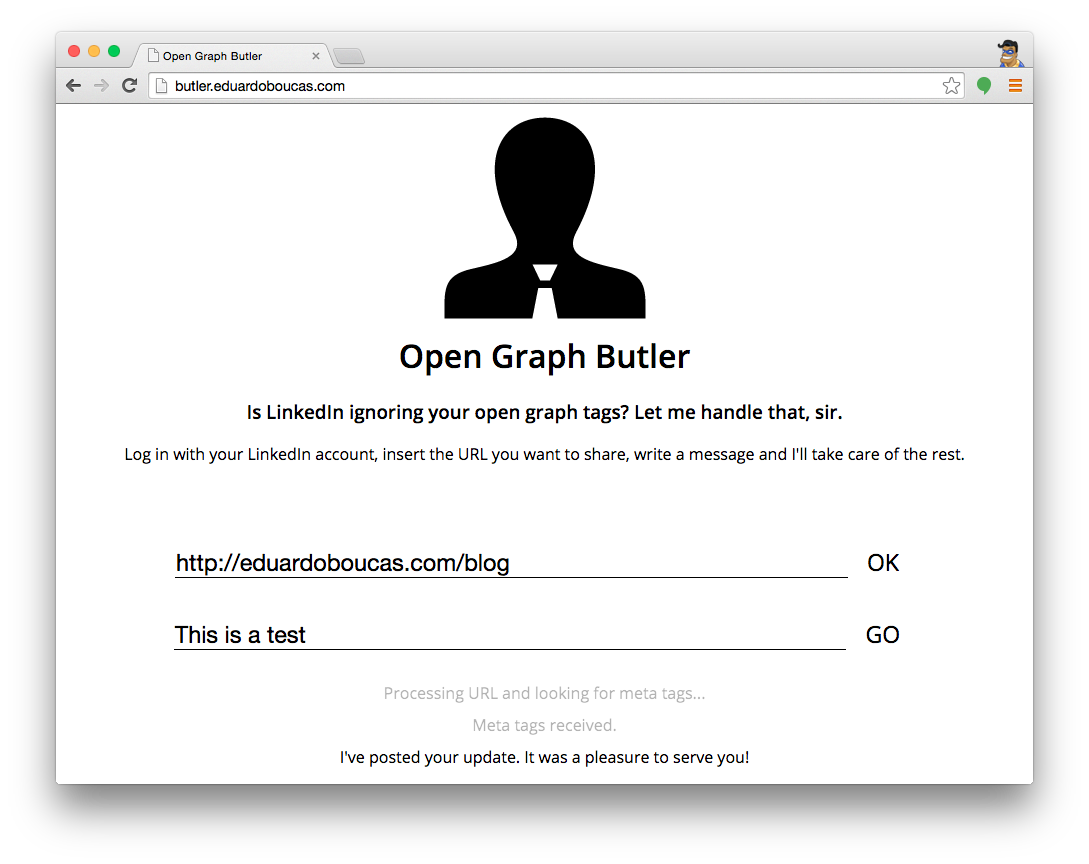 Open Graph Butler
butler.eduardoboucas.com
Open Graph Butler
Is LinkedIn ignoring your open graph tags? Let me handle that, sir.
Log in with your LinkedIn account, insert the URL you want to share, write a message and I'll take care of the rest.
http://eduardoboucas.com/blog OK
This is a test GO
Processing URL and looking for meta tags...
Meta tags received.
I've posted your update. It was a pleasure to serve you!